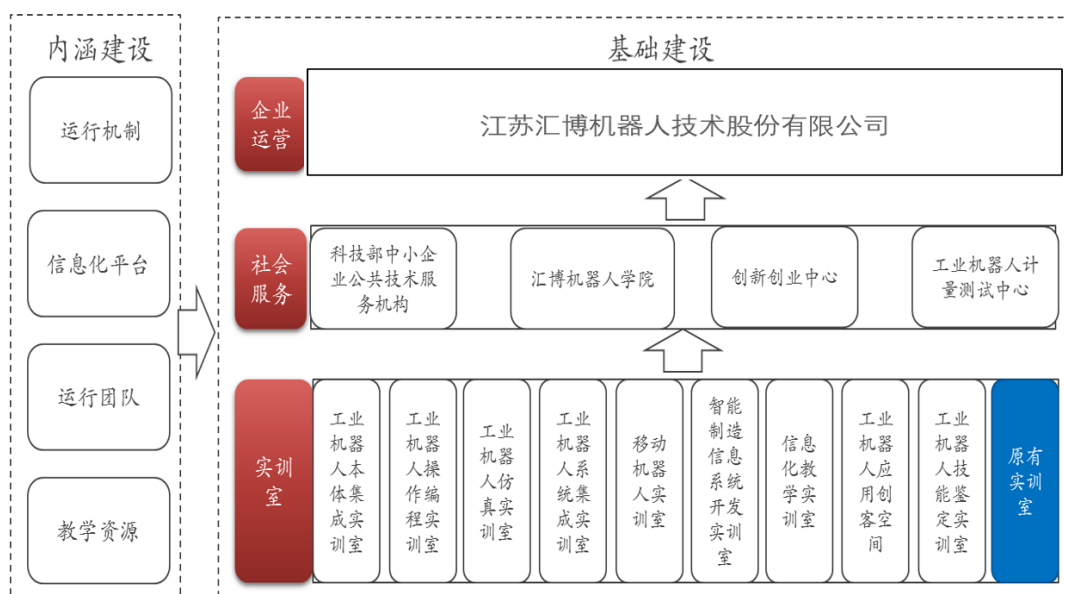 内涵建设
运行机制
信息化平台
运行团队
教学资源
基础建设
企业
运营
江苏汇博机器人技术股份有限公司
社会
服务
科技部中小企
业公共技术服
务机构
汇博机器人学院
创新创业中心
工业机器人计
量测试中心
实训
室
工业
机器
人本
体集
成实
训室
工业
机器
人操
作编
程实
训室
工业
机器
人仿
真实
训室
工业
机器
人系
统集
成实
训室
移动
机器
人实
训室
智能
制造
信息
系统
开发
实训
室
信息
化教
学实
训室
工业
机器
人应
用创
客空
间
工业
机器
人技
能鉴
定实
训室
原有
实训
室